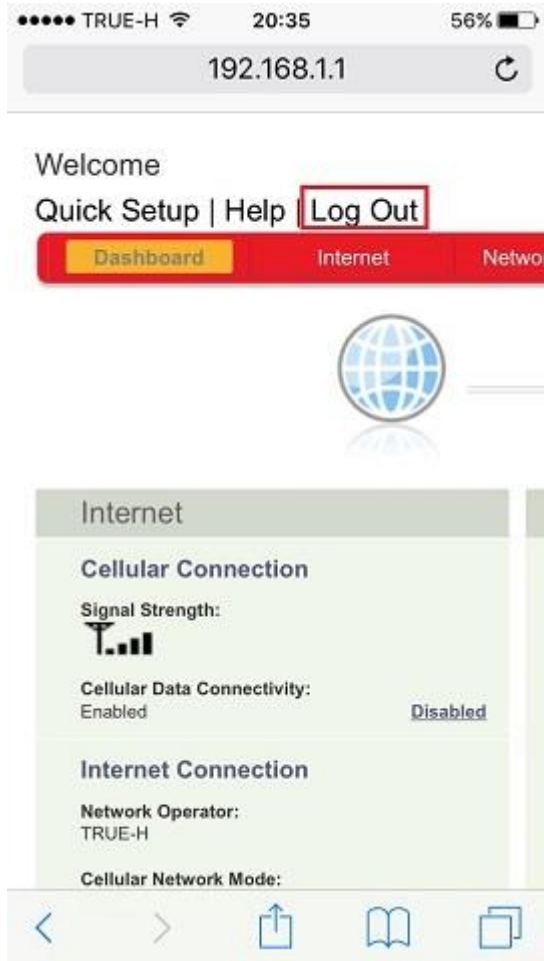 TRUE-H 20:35 56%
192.168.1.1
Welcome
Quick Setup | Help | Log Out
Dashboard Internet Netwo
Internet
Cellular Connection
Signal Strength:
Cellular Data Connectivity:
Enabled Disabled
Internet Connection
Network Operator:
TRUE-H
Cellular Network Mode: